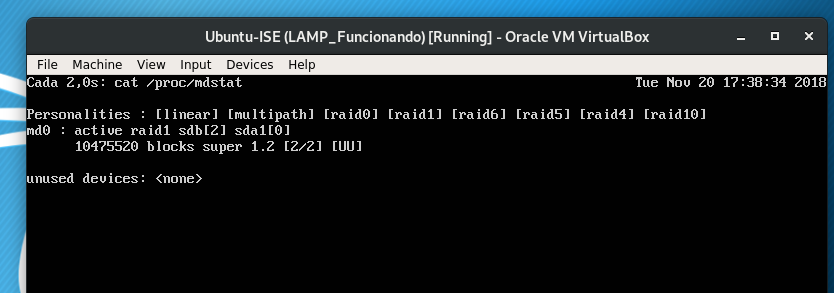 Ubuntu-ISE (LAMP_Funcionando) [Running] - Oracle VM VirtualBox
File Machine View Input Devices Help
Cada 2,0s: cat /proc/mdstat Tue Nov 20 17:38:34 2018
Personalities : [linear] [multipath] [raid0] [raid1] [raid6] [raid5] [raid4] [raid10]
md0 : active raid1 sdb[2] sda1[0]
10475520 blocks super 1.2 [2/2] [UU]
unused devices: <none>